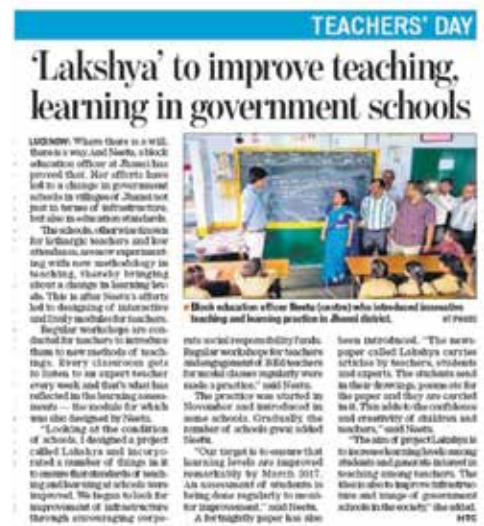 TEACHERS' DAY
'Lakshya' to improve teaching,
learning in government schools
LUCKNOW: Where there is a will,
there is a way. And Neetu, a block
education officer at Jhansi has
proved that. Her efforts have
led to a change in government
schools in villages of Jhansi not
just in terms of infrastructure,
but also in education standards.
The schools, otherwise known
for lethargic teachers and low
attendance, are now experiment-
ing with new methodology in
teaching, thereby bringing
about a change in learning lev-
els. This is after Neetu's efforts
led to designing of interactive
and lively modules for teachers.
Regular workshops are con-
ducted for teachers to introduce
them to new methods of teach-
ings. Every classroom gets
to listen to an expert teacher
every week and that's what has
reflected in the learning assess-
ments — the module for which
was also designed by Neetu.
"Looking at the condition
of schools, I designed a project
called Lakshya and incorpo-
rated a number of things in it
to ensure that standards of teach-
ing and learning at schools were
improved. We began to look for
improvement of infrastructure
through encouraging corpo-
Block education officer Neetu (centre) who introduced innovative
teaching and learning practice in Jhansi district.
HT PHOTO
rate social responsibility funds.
Regular workshops for teachers
and engagement of BEd teachers
for model classes regularly were
made a practice," said Neetu.
The practice was started in
November and introduced in
some schools. Gradually, the
number of schools grew added
Neetu.
"Our target is to ensure that
learning levels are improved
remarkably by March 2017.
An assessment of students is
being done regularly to moni-
tor improvement," said Neetu.
A fortnightly paper has also
been introduced. "The news-
paper called Lakshya carries
articles by teachers, students
and experts. The students send
in their drawings, poems etc for
the paper and they are carried
in it. This adds to the confidence
and creativity of children and
teachers," said Neetu.
"The aim of project Lakshya is
to increase learning levels among
students and generate interest in
teaching among teachers. The
idea is also to improve infrastruc-
ture and image of government
schools in the society," she added.
HTC